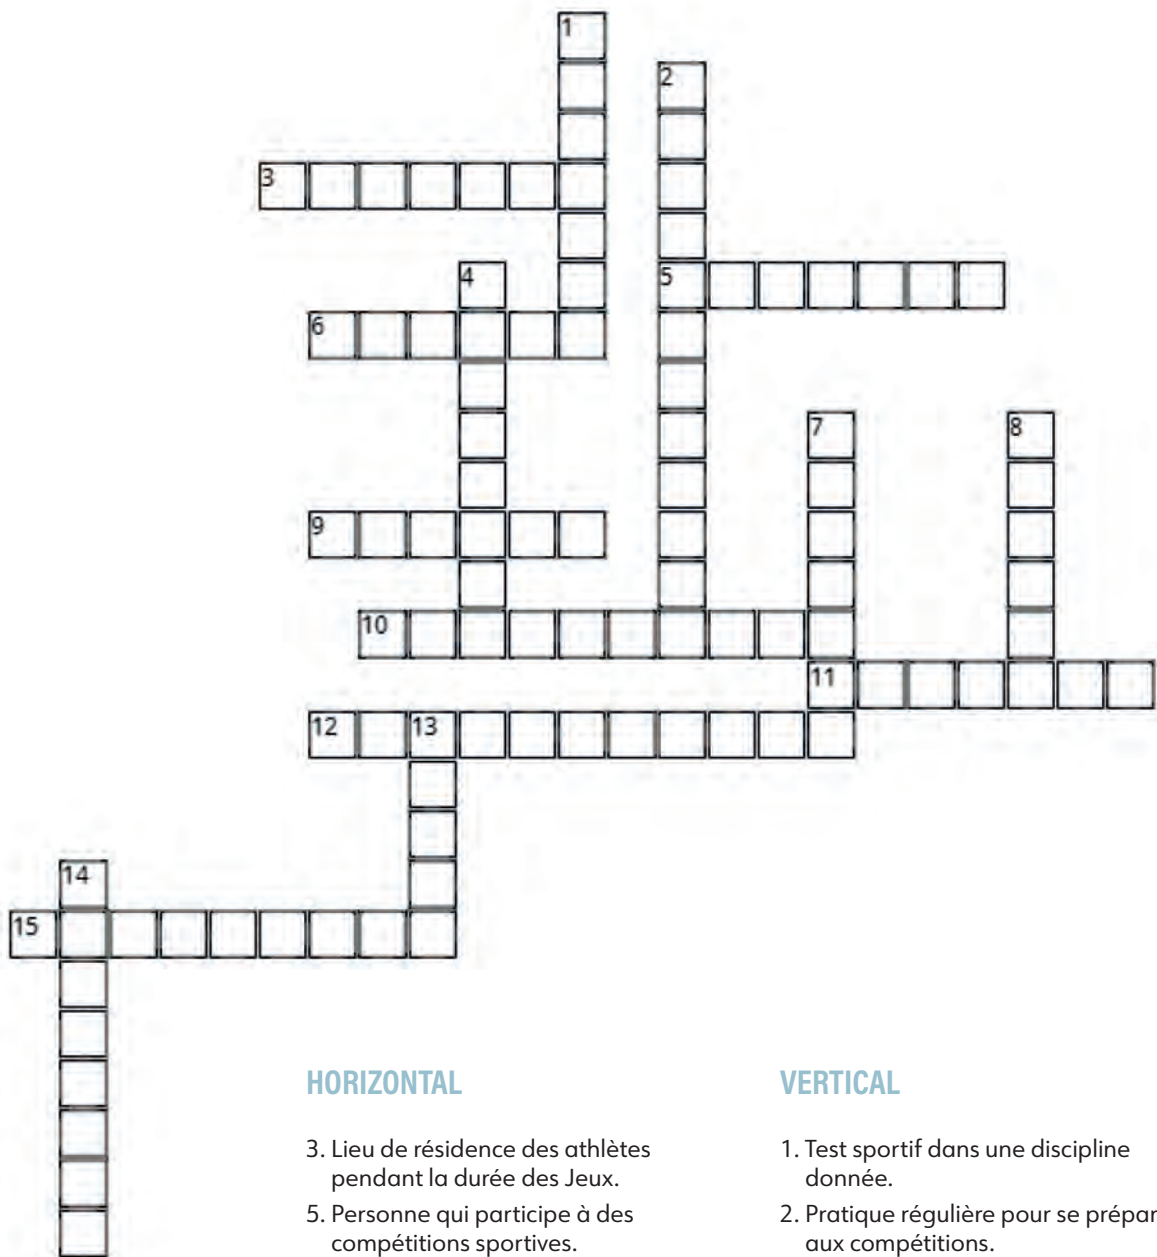 1
2
3
4
5
6
7
8
9
10
11
12
13
14
15
HORIZONTAL
3. Lieu de résidence des athlètes
pendant la durée des Jeux.
5. Personne qui participe à des
compétitions sportives.
VERTICAL
1. Test sportif dans une discipline
donnée.
2. Pratique régulière pour se prépar
aux compétitions.